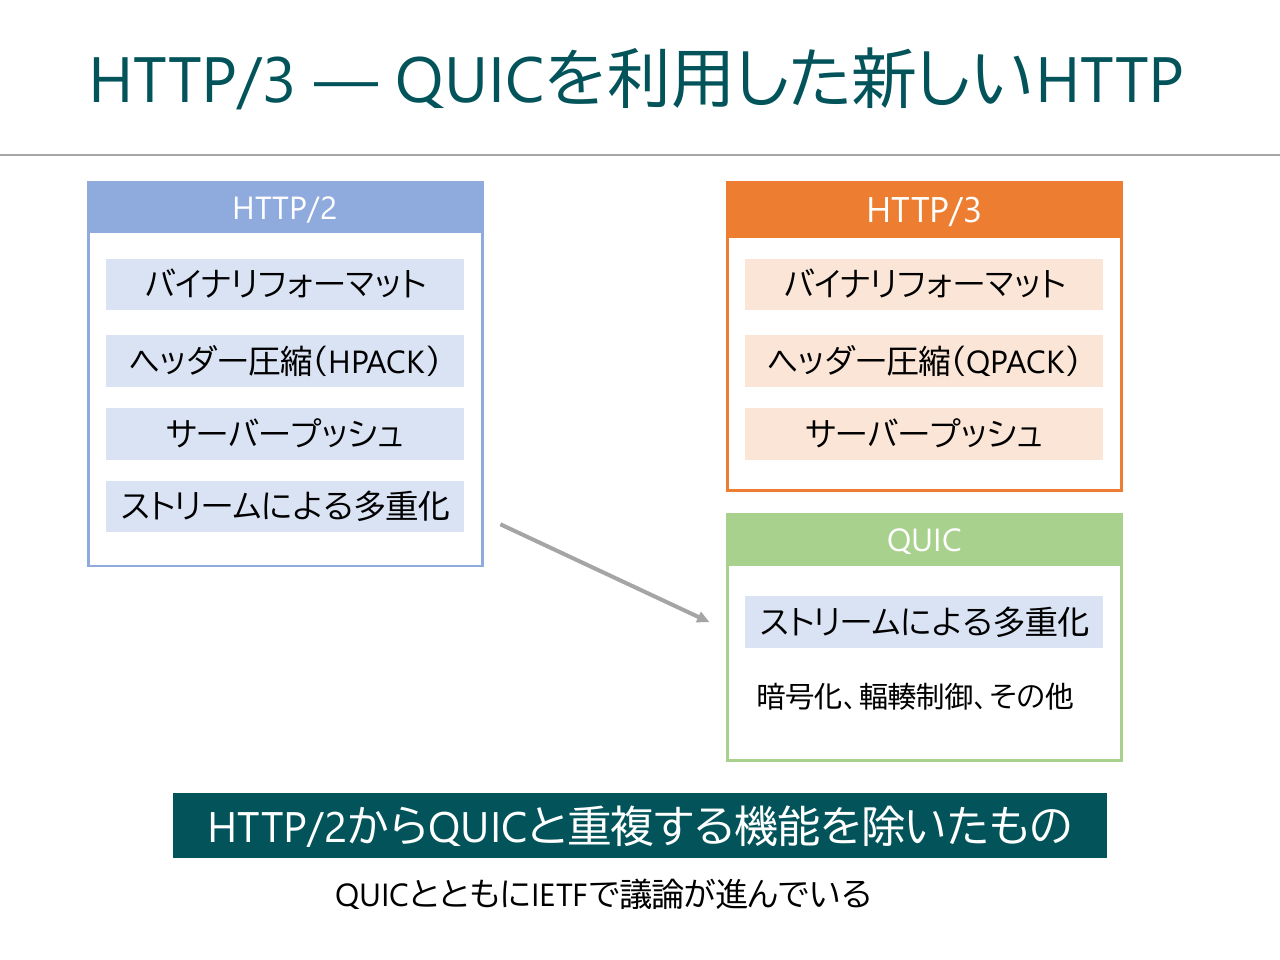 HTTP/3 — QUICを利用した新しいHTTP
HTTP/2
バイナリフォーマット
ヘッダー圧縮（HPACK）
サーバープッシュ
ストリームによる多重化
HTTP/3
バイナリフォーマット
ヘッダー圧縮（QPACK）
サーバープッシュ
QUIC
ストリームによる多重化
暗号化、輻輳制御、その他
HTTP/2からQUICと重複する機能を除いたもの
QUICとともにIETFで議論が進んでいる